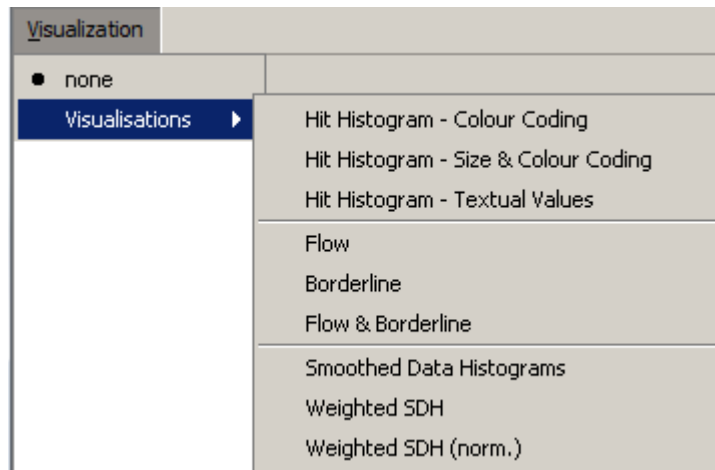 Visualization
none
Visualisations
Hit Histogram - Colour Coding
Hit Histogram - Size & Colour Coding
Hit Histogram - Textual Values
Flow
Borderline
Flow & Borderline
Smoothed Data Histograms
Weighted SDH
Weighted SDH (norm.)